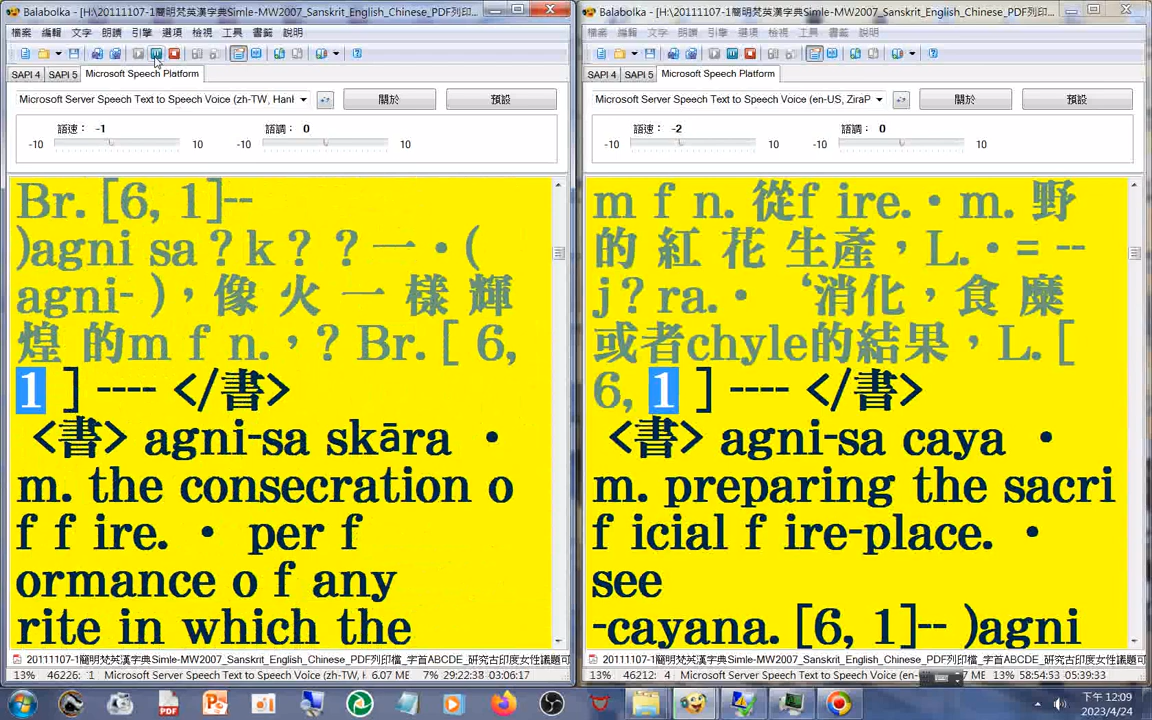 Balabolka - [H:\20111107-1簡明梵英漢字典Simle-MW2007_Sanskrit_English_Chinese_PDF列印...
檔案 編輯 文字 朗讀 引擎 選項 檢視 工具 書籤 說明
SAPI 4 SAPI 5 Microsoft Speech Platform
Microsoft Server Speech Text to Speech Voice (zh-TW, Hanl
關於 預設
語速： -1 語調： 0
-10 10 -10 10
Br. [6, 1]--
)agni sa？k？？一•(
agni- )，像 火 一 樣 輝
煌 的m f n.，？Br. [ 6,
1 ] ---- </書>
<書> agni-sa skāra •
m. the consecration o
f f ire. • per f
ormance o f any
rite in which the
20111107-1簡明梵英漢字典Simle-MW2007_Sanskrit_English_Chinese_PDF列印檔_字首ABCDE_研究古印度女性議題可
13% 46226: '1 Microsoft Server Speech Text to Speech Voice (zh-TW, H 6.07 MB 7% 29:22:38 03:06:17
Balabolka - [H:\20111107-1簡明梵英漢字典Simle-MW2007_Sanskrit_English_Chinese_PDF列印...
檔案 編輯 文字 朗讀 引擎 選項 檢視 工具 書籤 說明
SAPI 4 SAPI 5 Microsoft Speech Platform
Microsoft Server Speech Text to Speech Voice (en-US, ZiraP
關於 預設
語速： -2 語調： 0
-10 10 -10 10
m f n. 從f ire.•m. 野
的 紅 花 生產，L.•= --
j？ra.•‘消化，食 糜
或者chyle的結果，L. [
6, 1 ] ---- </書>
<書> agni-sa caya •
m. preparing the sacri
f icial f ire-place. •
see
-cayana. [6, 1]-- )agni
20111107-1簡明梵英漢字典Simle-MW2007_Sanskrit_English_Chinese_PDF列印檔_字首ABCDE_研究古印度女性議題可
13% 46212: 4 Microsoft Server Speech Text to Speech Voice (en-U 13% 58:54:53 05:39:33
下午 12:09
2023/4/24